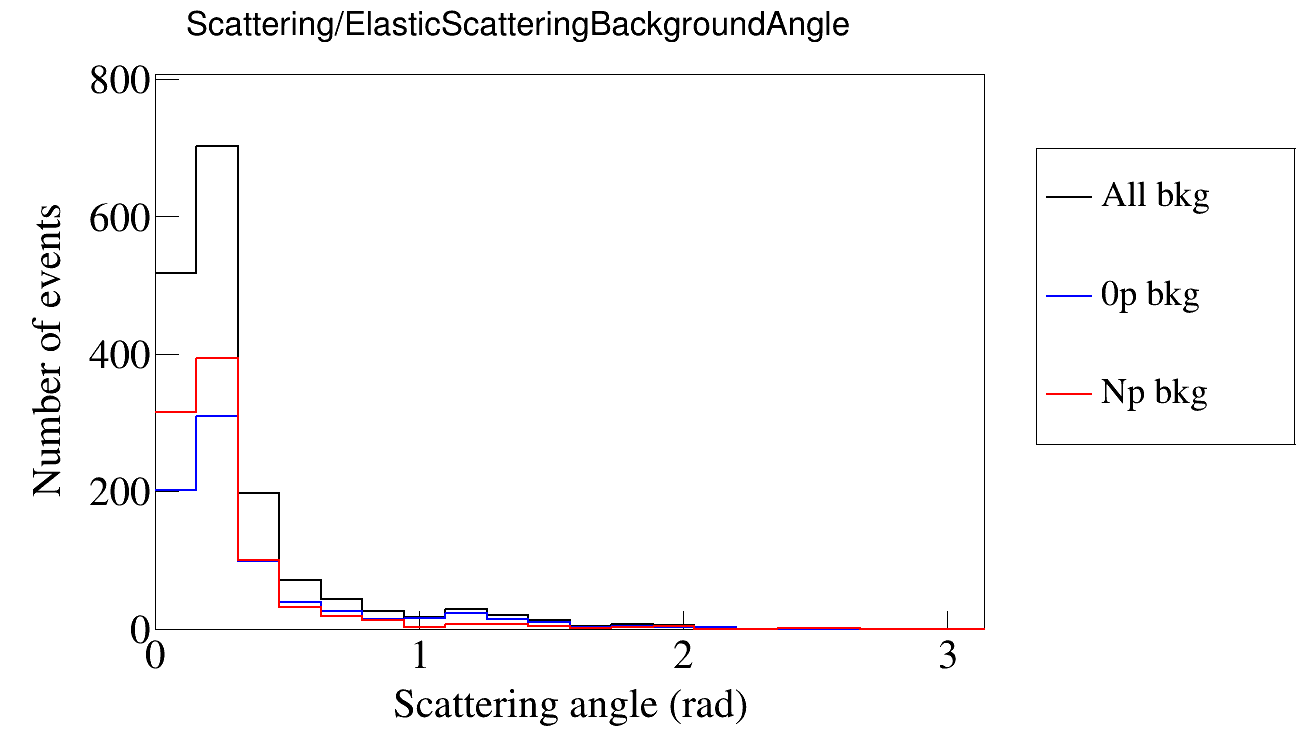 Scattering/ElasticScatteringBackgroundAngle
800
600
400
200
0
0 1 2 3
Number of events
Scattering angle (rad)
All bkg
0p bkg
Np bkg